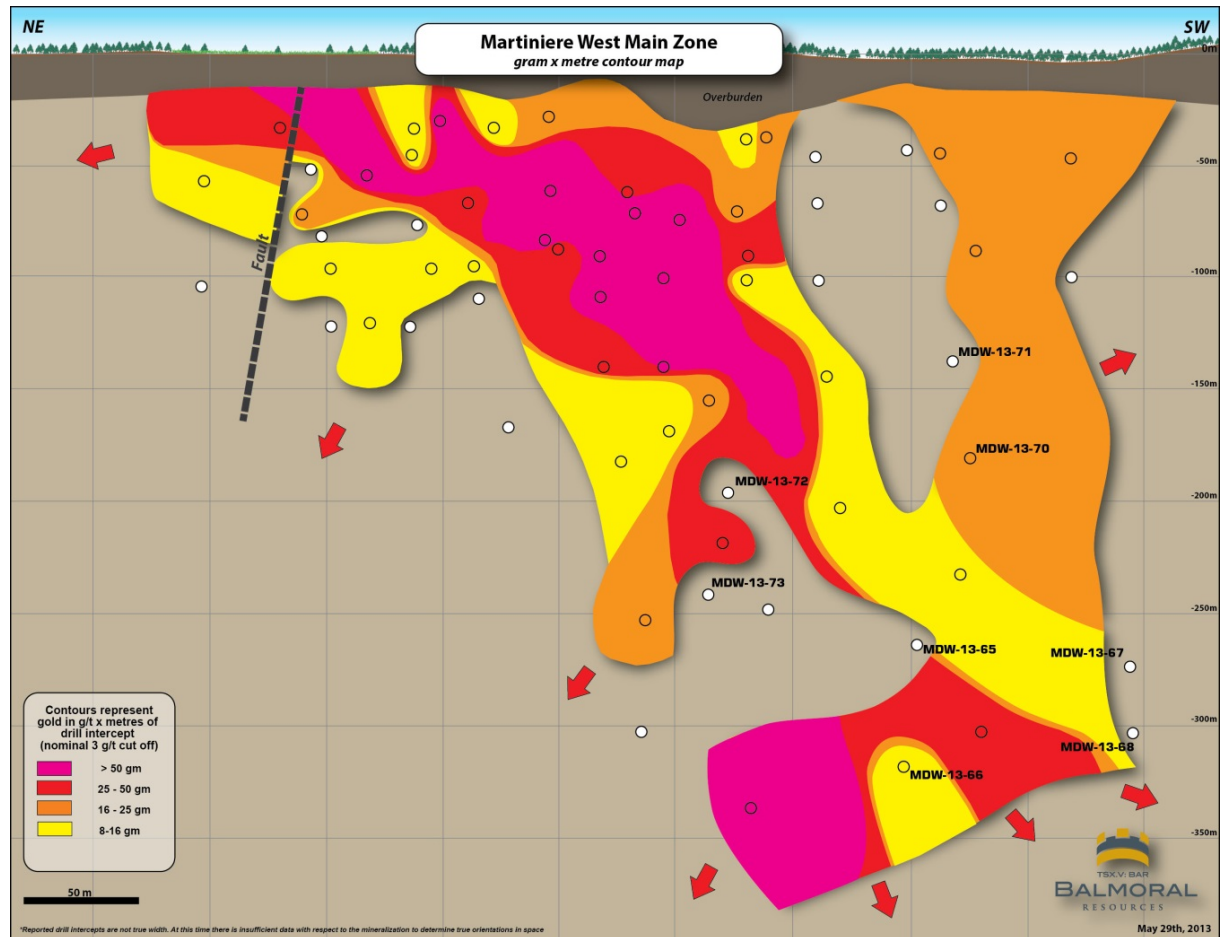 NE
SW
Martiniere West Main Zone
gram x metre contour map
0m
Overburden
-50m
Fault
-100m
MDW-13-71
-150m
MDW-13-70
MDW-13-72
-200m
MDW-13-73
-250m
MDW-13-65
MDW-13-67
-300m
MDW-13-68
MDW-13-66
-350m
Contours represent
gold in g/t x metres of
drill intercept
(nominal 3 g/t cut off)
> 50 gm
25 - 50 gm
16 - 25 gm
8-16 gm
50 m
TSX.V: BAR
BALMORAL
RESOURCES
*Reported drill intercepts are not true width. At this time there is insufficient data with respect to the mineralization to determine true orientations in space
May 29th, 2013